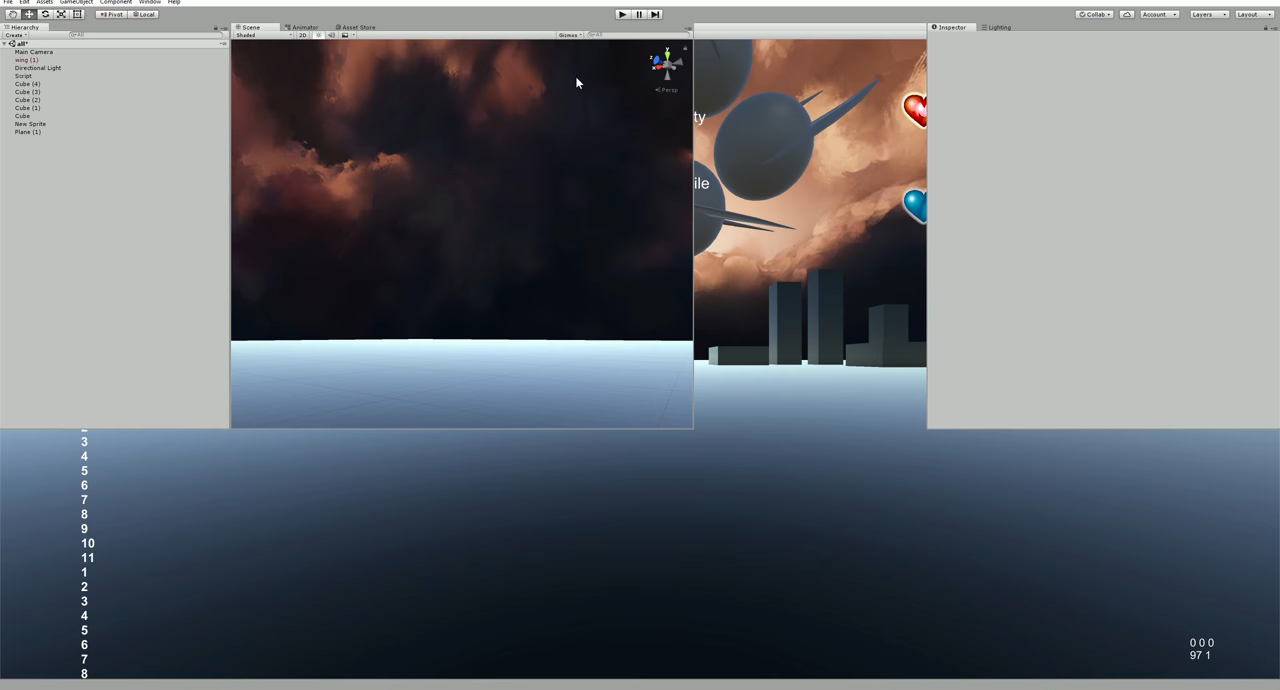 File Edit Assets GameObject Component Window Help
Pivot Local
Collab Account Layers Layout
Hierarchy
Create All
all*
Main Camera
wing (1)
Directional Light
Script
Cube (4)
Cube (3)
Cube (2)
Cube (1)
Cube
New Sprite
Plane (1)
Scene Animator Asset Store
Shaded 2D Gizmos All
y
z
x
Persp
ty
ile
Inspector Lighting
3
4
5
6
7
8
9
10
11
1
2
3
4
5
6
7
8
0 0 0
97 1